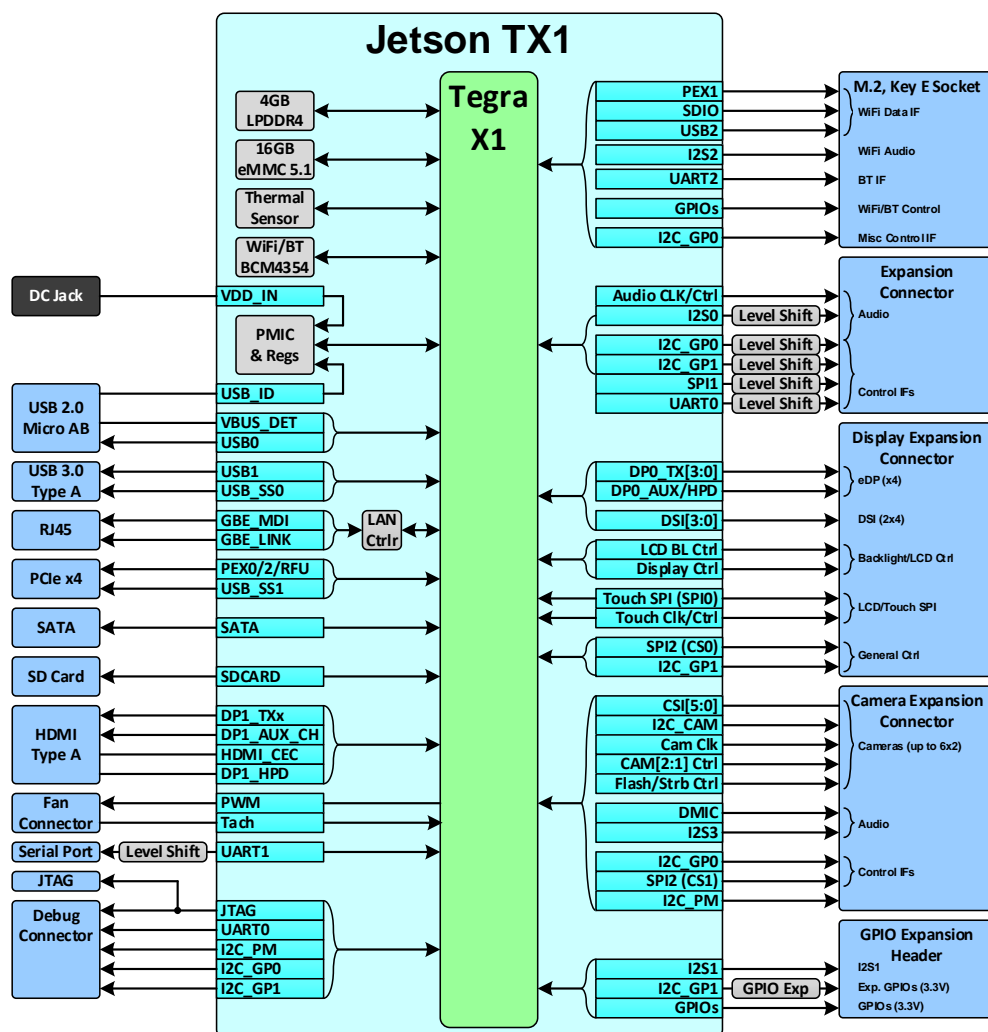 Jetson TX1
Tegra
X1
4GB
LPDDR4
16GB
eMMC 5.1
Thermal
Sensor
WiFi/BT
BCM4354
DC Jack
VDD_IN
PMIC
& Regs
USB 2.0
Micro AB
USB_ID
VBUS_DET
USB0
USB 3.0
Type A
USB1
USB_SS0
RJ45
GBE_MDI
GBE_LINK
LAN
Ctrlr
PCIe x4
PEX0/2/RFU
USB_SS1
SATA
SATA
SD Card
SDCARD
HDMI
Type A
DP1_TXx
DP1_AUX_CH
HDMI_CEC
DP1_HPD
Fan
Connector
PWM
Tach
Serial Port
Level Shift
UART1
JTAG
Debug
Connector
JTAG
UART0
I2C_PM
I2C_GP0
I2C_GP1
PEX1
SDIO
USB2
I2S2
UART2
GPIOs
I2C_GP0
M.2, Key E Socket
WiFi Data IF
WiFi Audio
BT IF
WiFi/BT Control
Misc Control IF
Audio CLK/Ctrl
I2S0
Level Shift
I2C_GP0
Level Shift
I2C_GP1
Level Shift
SPI1
Level Shift
UART0
Level Shift
Expansion
Connector
Audio
Control IFs
DP0_TX[3:0]
DP0_AUX/HPD
DSI[3:0]
LCD BL Ctrl
Display Ctrl
Touch SPI (SPI0)
Touch Clk/Ctrl
SPI2 (CS0)
I2C_GP1
Display Expansion
Connector
eDP (x4)
DSI (2x4)
Backlight/LCD Ctrl
LCD/Touch SPI
General Ctrl
CSI[5:0]
I2C_CAM
Cam Clk
CAM[2:1] Ctrl
Flash/Strb Ctrl
DMIC
I2S3
I2C_GP0
SPI2 (CS1)
I2C_PM
Camera Expansion
Connector
Cameras (up to 6x2)
Audio
Control IFs
I2S1
I2C_GP1
GPIO Exp
GPIOs
GPIO Expansion
Header
I2S1
Exp. GPIOs (3.3V)
GPIOs (3.3V)